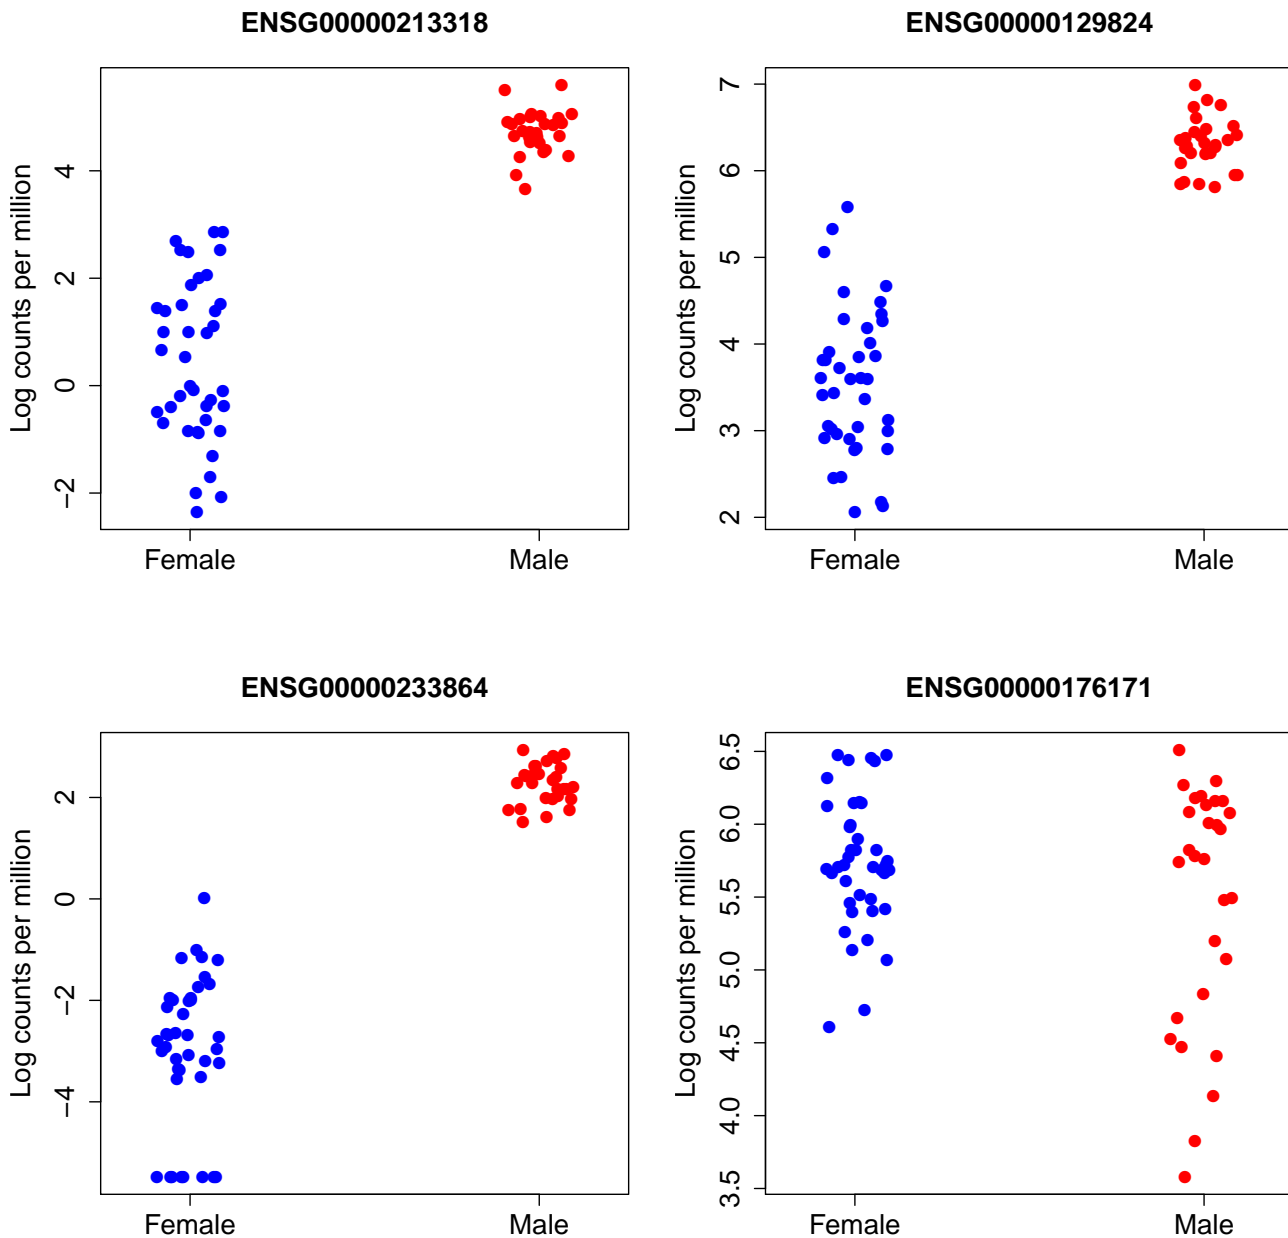 ENSG00000213318
Log counts per million
4
2
0
−2
Female Male
ENSG00000129824
Log counts per million
7
6
5
4
3
2
Female Male
ENSG00000233864
Log counts per million
2
0
−2
−4
Female Male
ENSG00000176171
Log counts per million
6.5
6.0
5.5
5.0
4.5
4.0
3.5
Female Male